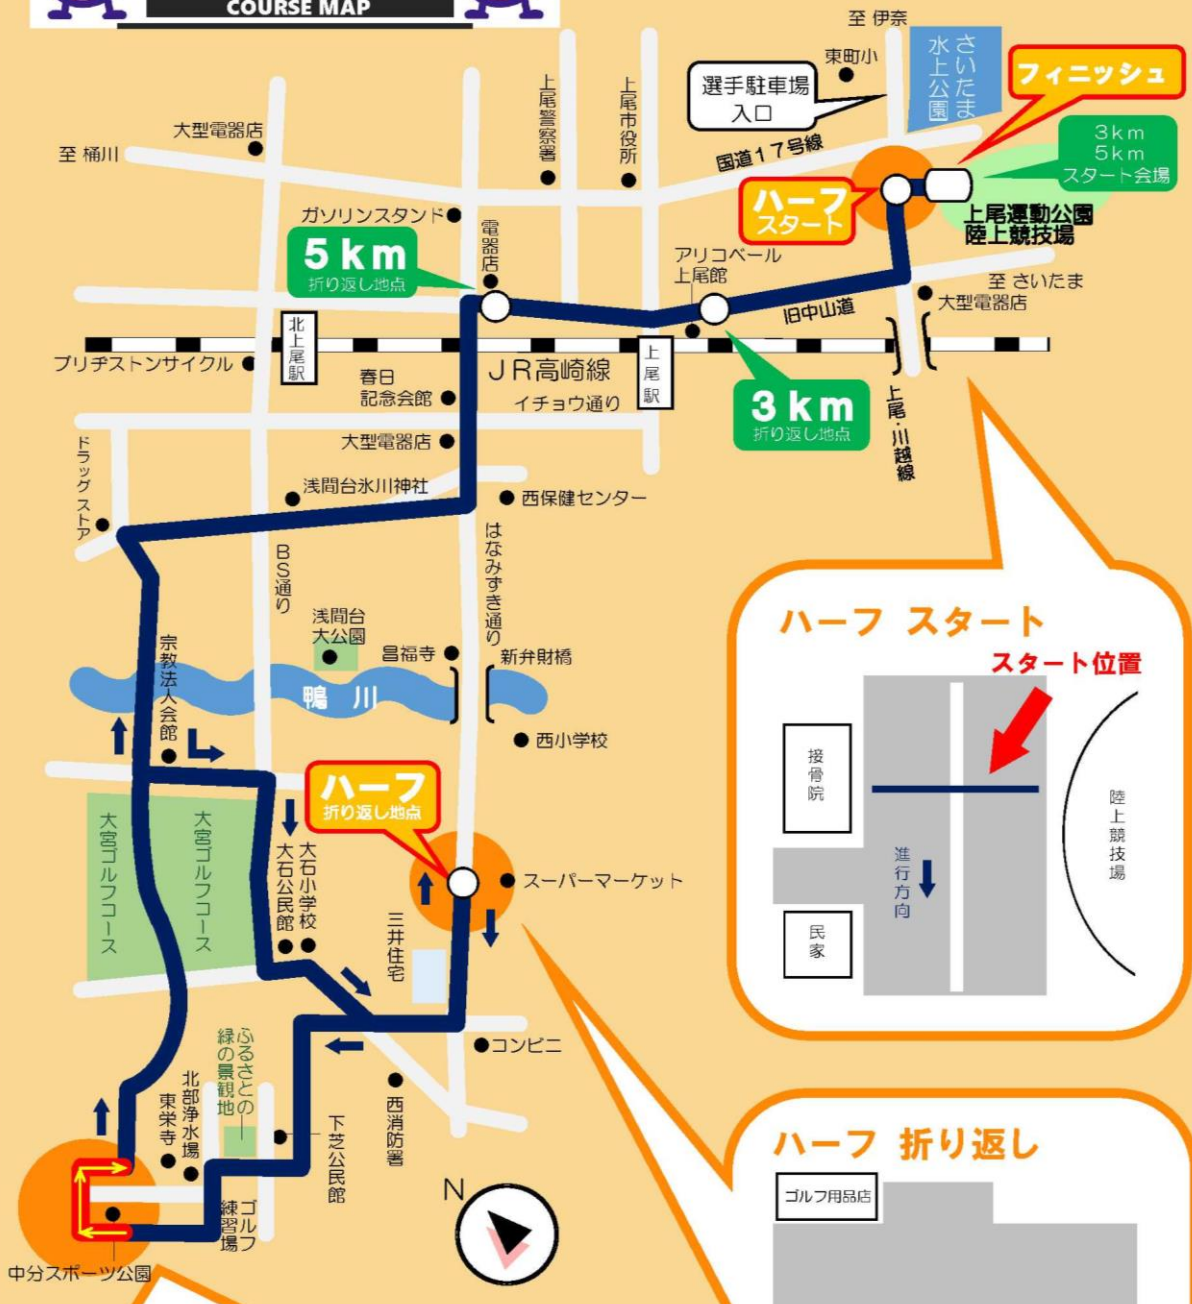 COURSE MAP
至 伊奈
東町小
さいたま
水上公園
フィニッシュ
選手駐車場
入口
上尾警察署
上尾市役所
大型電器店
至 桶川
国道17号線
3km
5km
スタート会場
ハーフ
スタート
上尾運動公園
陸上競技場
ガソリンスタンド
電器店
5km
折り返し地点
アリコベール
上尾館
至 さいたま
大型電器店
旧中山道
北上尾駅
ブリヂストンサイクル
JR高崎線
上尾駅
春日
記念会館
イチョウ通り
3km
折り返し地点
上尾・川越線
大型電器店
ドラッグストア
浅間台氷川神社
西保健センター
はなみずき通り
BS通り
浅間台
大公園
昌福寺
新弁財橋
宗教法人会館
鴨川
西小学校
ハーフ
折り返し地点
大宮ゴルフコース
大宮ゴルフコース
大石小学校
大石公民館
スーパーマーケット
三井住宅
コンビニ
ふるさとの
緑の景観地
北部浄水場
東栄寺
西消防署
下芝公民館
ゴルフ
練習場
N
中分スポーツ公園
ハーフ スタート
スタート位置
接骨院
陸上競技場
進行方向
民家
ハーフ 折り返し
ゴルフ用品店